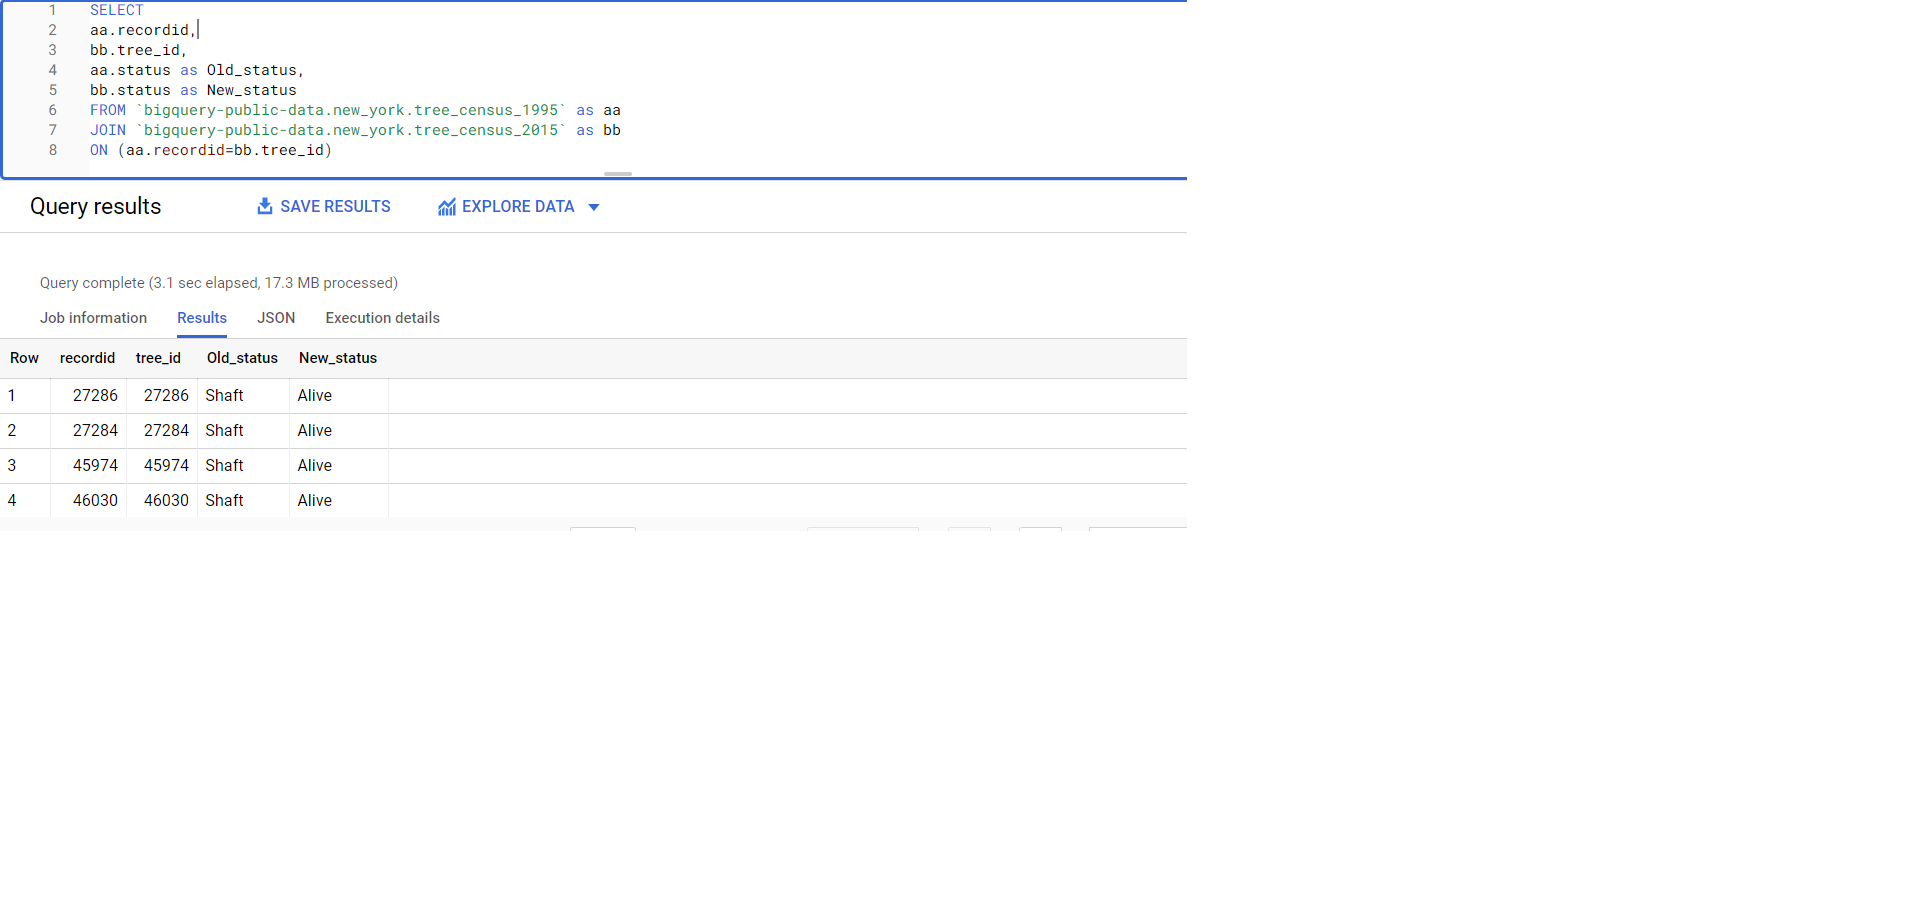 1 SELECT
2 aa.recordid,
3 bb.tree_id,
4 aa.status as Old_status,
5 bb.status as New_status
6 FROM `bigquery-public-data.new_york.tree_census_1995` as aa
7 JOIN `bigquery-public-data.new_york.tree_census_2015` as bb
8 ON (aa.recordid=bb.tree_id)
Query results SAVE RESULTS EXPLORE DATA
Query complete (3.1 sec elapsed, 17.3 MB processed)
Job information Results JSON Execution details
Row recordid tree_id Old_status New_status
1 27286 27286 Shaft Alive
2 27284 27284 Shaft Alive
3 45974 45974 Shaft Alive
4 46030 46030 Shaft Alive